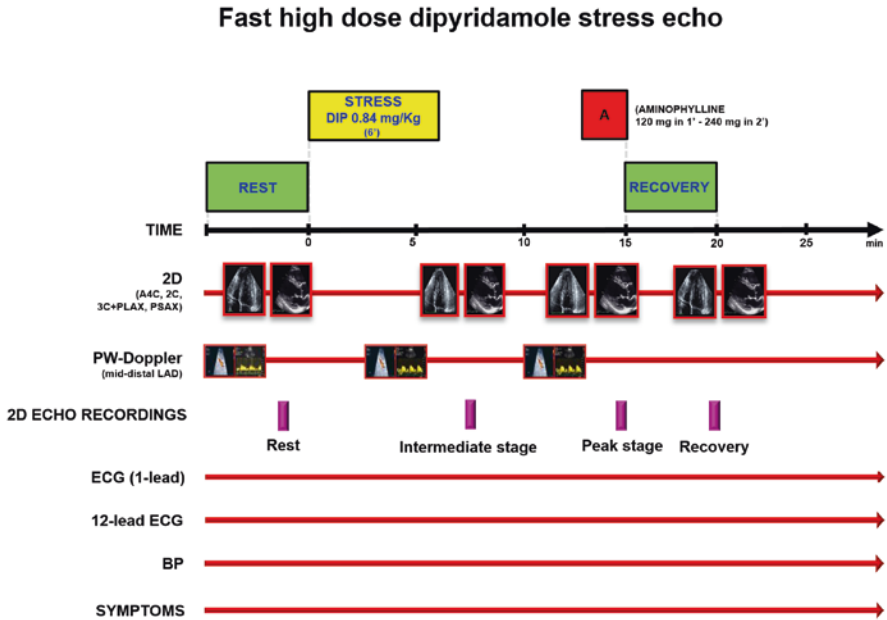 Fast high dose dipyridamole stress echo
STRESS
DIP 0.84 mg/Kg
(6')
A
(AMINOPHYLLINE
120 mg in 1' - 240 mg in 2')
REST
RECOVERY
TIME
0
5
10
15
20
25
min
2D
(A4C, 2C,
3C+PLAX, PSAX)
PW-Doppler
(mid-distal LAD)
2D ECHO RECORDINGS
Rest
Intermediate stage
Peak stage
Recovery
ECG (1-lead)
12-lead ECG
BP
SYMPTOMS